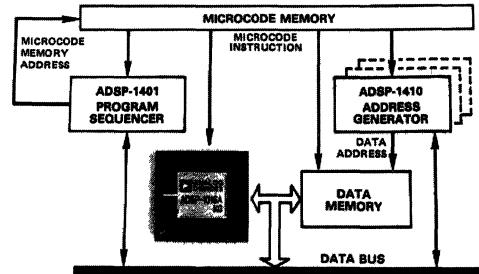 MICROCODE MEMORY
MICROCODE
MEMORY
ADDRESS
MICROCODE
INSTRUCTION
ADSP-1401
PROGRAM
SEQUENCER
ADSP-1410
ADDRESS
GENERATOR
DATA
ADDRESS
DATA
MEMORY
DATA BUS